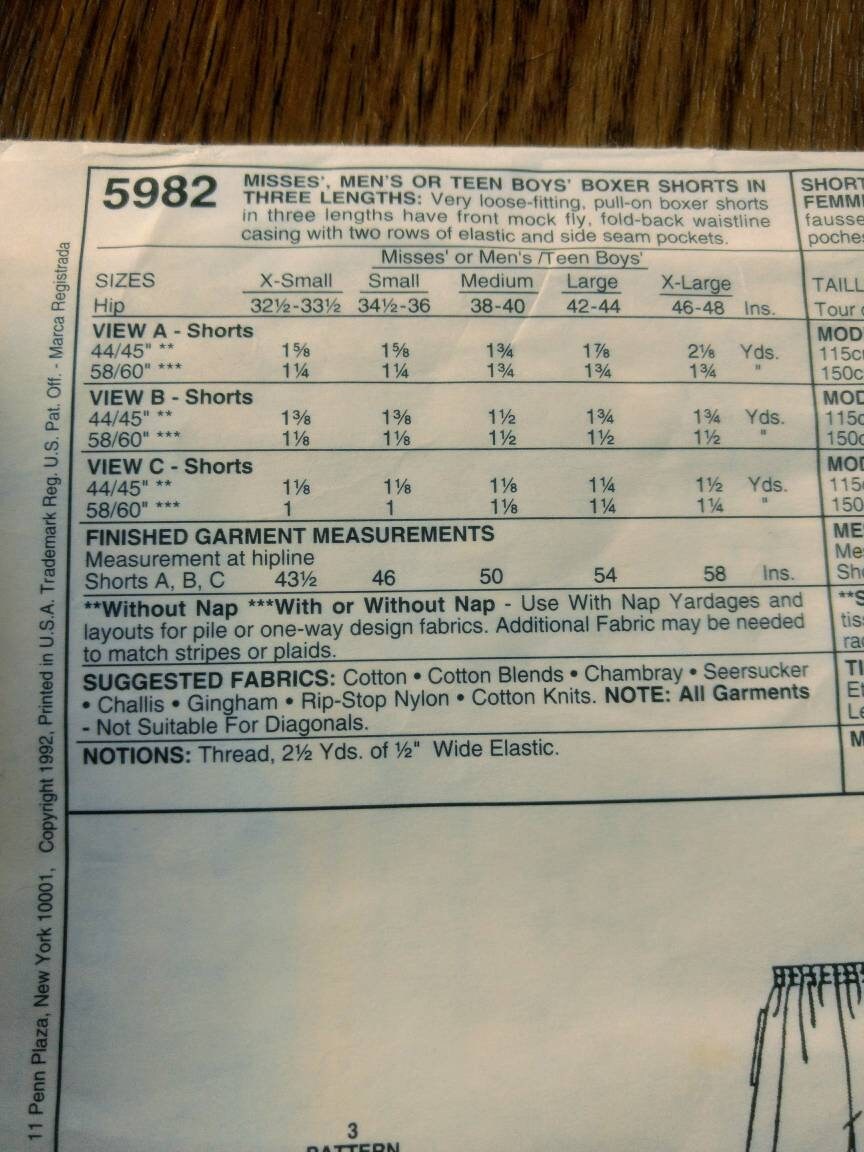 5982
MISSES', MEN'S OR TEEN BOYS' BOXER SHORTS IN
THREE LENGTHS: Very loose-fitting, pull-on boxer shorts
in three lengths have front mock fly, fold-back waistline
casing with two rows of elastic and side seam pockets.
Misses' or Men's /Teen Boys'
SIZES X-Small Small Medium Large X-Large
Hip 32½-33½ 34½-36 38-40 42-44 46-48 Ins.
VIEW A - Shorts
44/45" ** 1⅝ 1⅝ 1¾ 1⅞ 2⅛ Yds.
58/60" *** 1¼ 1¼ 1¾ 1¾ 1¾ "
VIEW B - Shorts
44/45" ** 1⅜ 1⅜ 1½ 1¾ 1¾ Yds.
58/60" *** 1⅛ 1⅛ 1½ 1½ 1½ "
VIEW C - Shorts
44/45" ** 1⅛ 1⅛ 1⅛ 1¼ 1½ Yds.
58/60" *** 1 1 1⅛ 1¼ 1¼ "
FINISHED GARMENT MEASUREMENTS
Measurement at hipline
Shorts A, B, C 43½ 46 50 54 58 Ins.
**Without Nap ***With or Without Nap - Use With Nap Yardages and
layouts for pile or one-way design fabrics. Additional Fabric may be needed
to match stripes or plaids.
SUGGESTED FABRICS: Cotton • Cotton Blends • Chambray • Seersucker
• Challis • Gingham • Rip-Stop Nylon • Cotton Knits. NOTE: All Garments
- Not Suitable For Diagonals.
NOTIONS: Thread, 2½ Yds. of ½" Wide Elastic.
fausse
Tour
115
150
115
150
115
150
11 Penn Plaza, New York 10001, Copyright 1992, Printed in U.S.A. Trademark Reg. U.S. Pat. Off. - Marca Registrada
3
PATTERN